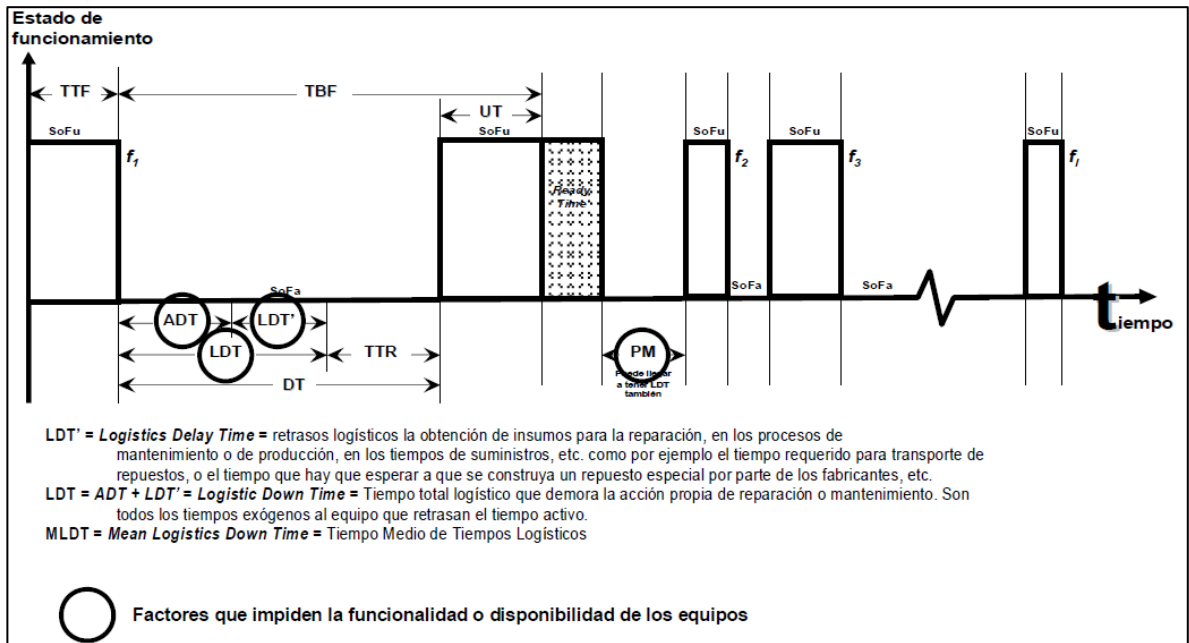 Estado de
funcionamiento
TTF
TBF
UT
SoFu
SoFu
SoFu
SoFu
SoFu
f1
f2
f3
fl
Ready
Time
SoFa
SoFa
SoFa
ADT
LDT'
LDT
TTR
DT
PM
Puede llegar
a tener LDT
también
tiempo
LDT' = Logistics Delay Time = retrasos logísticos la obtención de insumos para la reparación, en los procesos de
mantenimiento o de producción, en los tiempos de suministros, etc. como por ejemplo el tiempo requerido para transporte de
repuestos, o el tiempo que hay que esperar a que se construya un repuesto especial por parte de los fabricantes, etc.
LDT = ADT + LDT' = Logistic Down Time = Tiempo total logístico que demora la acción propia de reparación o mantenimiento. Son
todos los tiempos exógenos al equipo que retrasan el tiempo activo.
MLDT = Mean Logistics Down Time = Tiempo Medio de Tiempos Logísticos
Factores que impiden la funcionalidad o disponibilidad de los equipos